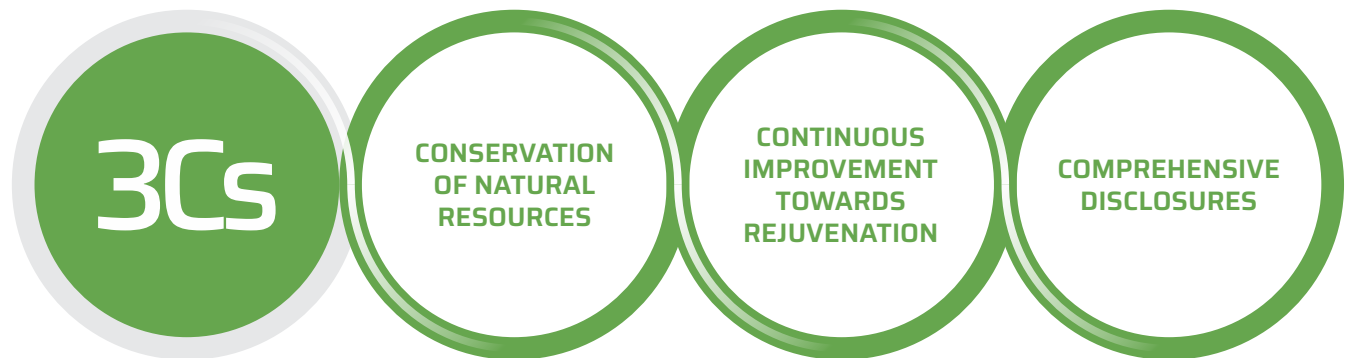 3Cs
CONSERVATION
OF NATURAL
RESOURCES
CONTINUOUS
IMPROVEMENT
TOWARDS
REJUVENATION
COMPREHENSIVE
DISCLOSURES